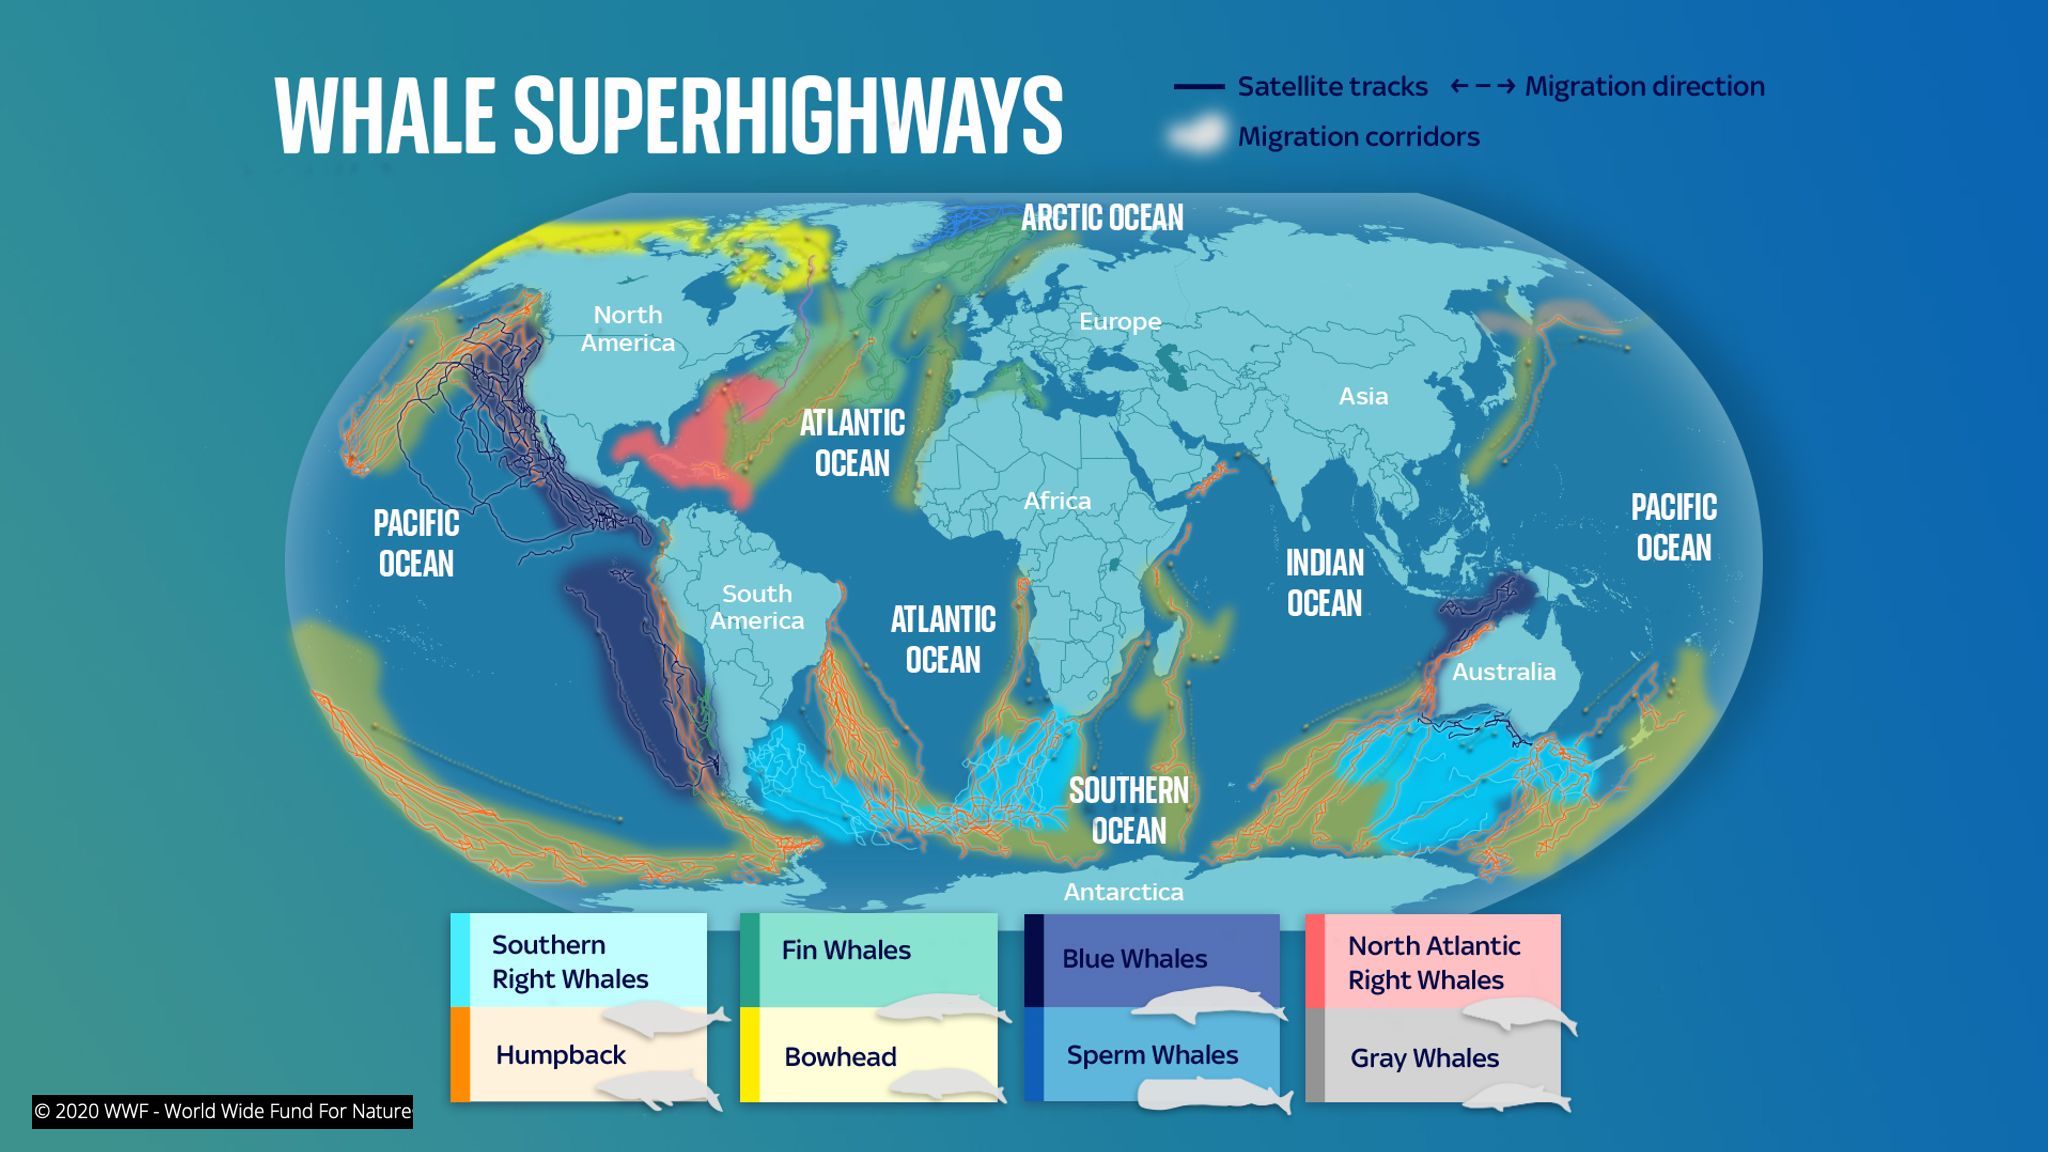 WHALE SUPERHIGHWAYS
Satellite tracks
Migration direction
Migration corridors
ARCTIC OCEAN
North
America
Europe
Asia
ATLANTIC
OCEAN
Africa
PACIFIC
OCEAN
PACIFIC
OCEAN
INDIAN
OCEAN
South
America
ATLANTIC
OCEAN
Australia
SOUTHERN
OCEAN
Antarctica
Southern
Right Whales
Fin Whales
Blue Whales
North Atlantic
Right Whales
Humpback
Bowhead
Sperm Whales
Gray Whales
© 2020 WWF - World Wide Fund For Nature